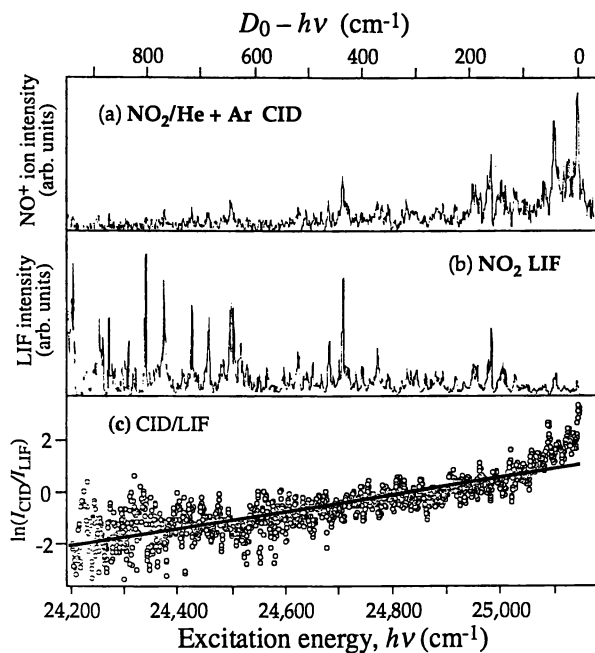 D₀ – hν (cm⁻¹)
800 600 400 200 0
NO⁺ ion intensity
(arb. units)
(a) NO₂/He + Ar CID
LIF intensity
(arb. units)
(b) NO₂ LIF
ln(I_CID/I_LIF)
(c) CID/LIF
2
0
-2
24,200 24,400 24,600 24,800 25,000
Excitation energy, hν (cm⁻¹)